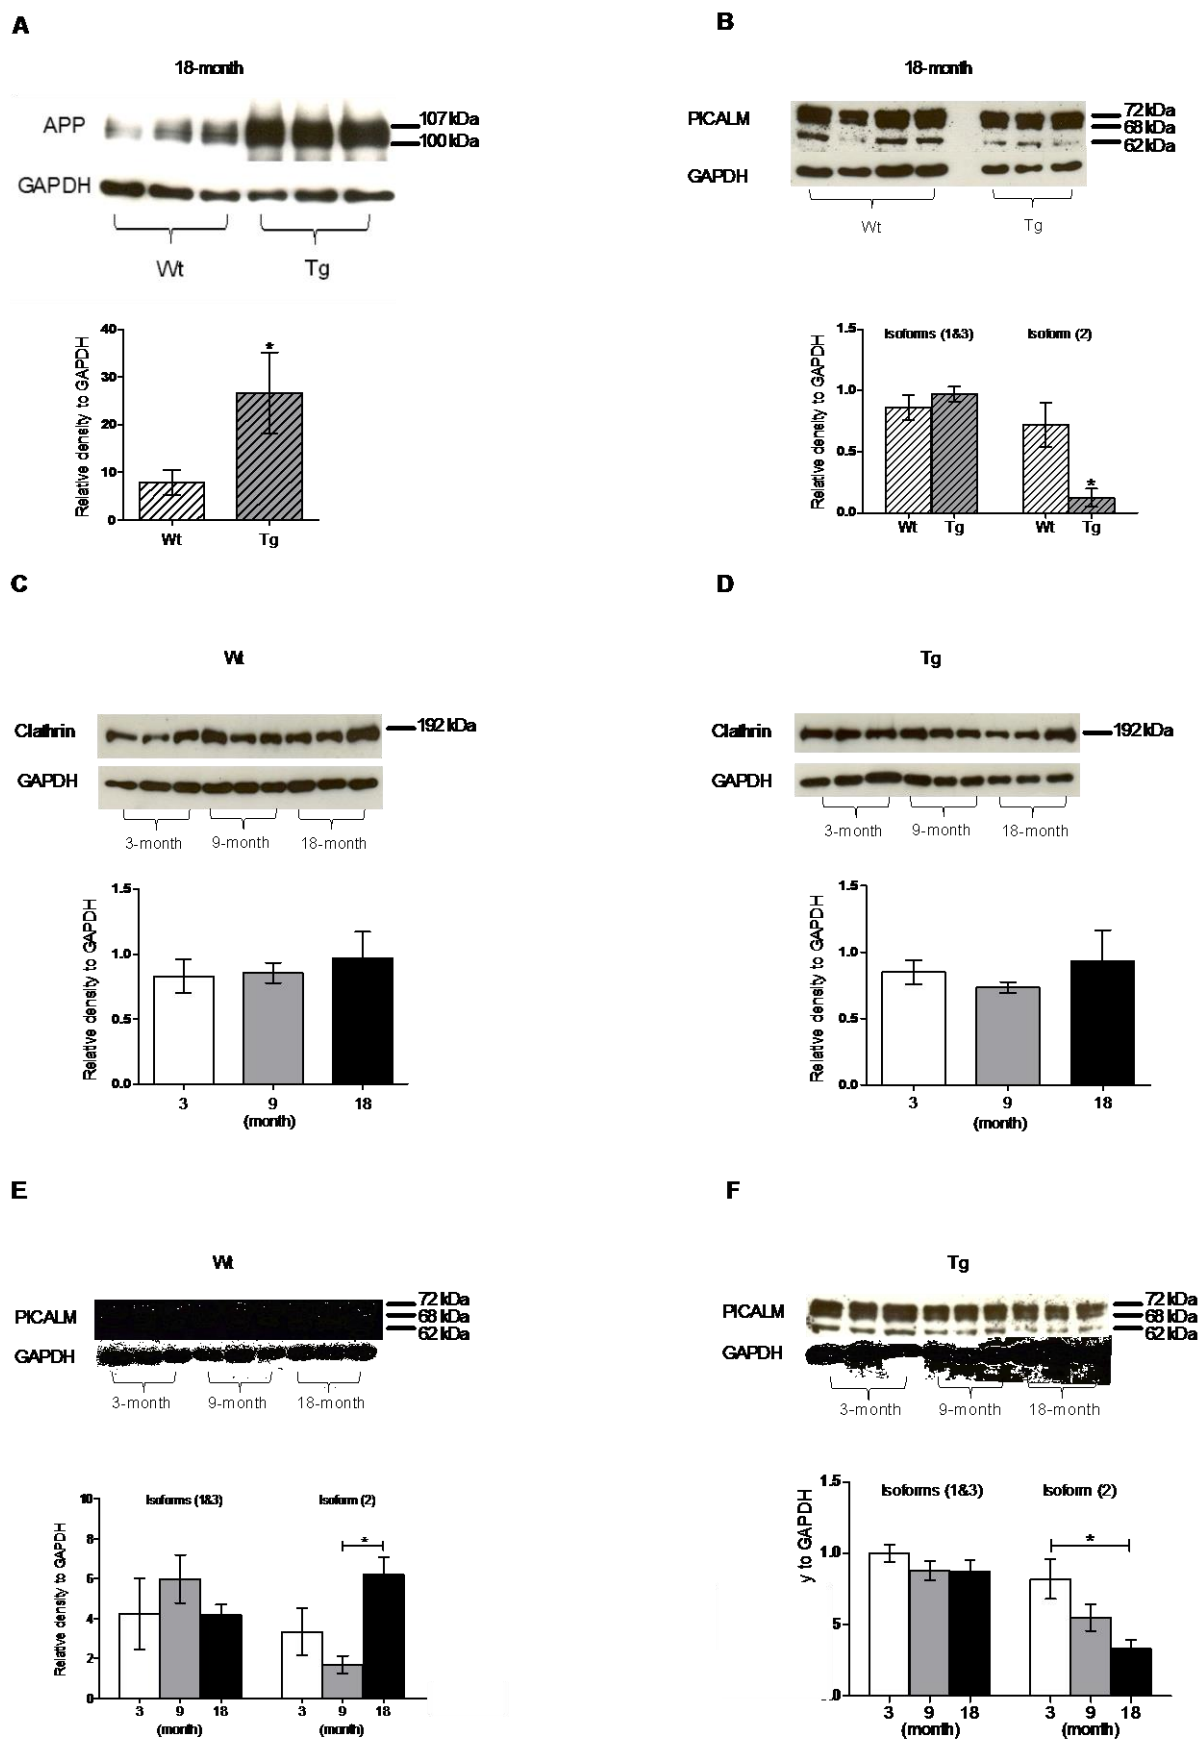 A
18-month
APP
107 kDa
100 kDa
GAPDH
Wt
Tg
Relative density to GAPDH
40
30
20
10
0
*
Wt
Tg
B
18-month
PICALM
72 kDa
68 kDa
62 kDa
GAPDH
Wt
Tg
Relative density to GAPDH
1.5
1.0
0.5
0.0
Isoforms (1&3)
Isoform (2)
*
Wt
Tg
Wt
Tg
C
Wt
Clathrin
192 kDa
GAPDH
3-month
9-month
18-month
Relative density to GAPDH
1.5
1.0
0.5
0.0
3
9
18
(month)
D
Tg
Clathrin
192 kDa
GAPDH
3-month
9-month
18-month
Relative density to GAPDH
1.5
1.0
0.5
0.0
3
9
18
(month)
E
Wt
PICALM
72 kDa
68 kDa
62 kDa
GAPDH
3-month
9-month
18-month
Relative density to GAPDH
10
8
6
4
2
0
Isoforms (1&3)
Isoform (2)
*
3
9
18
3
9
18
(month)
(month)
F
Tg
PICALM
72 kDa
68 kDa
62 kDa
GAPDH
3-month
9-month
18-month
y to GAPDH
1.5
1.0
5
.0
Isoforms (1&3)
Isoform (2)
*
3
9
18
3
9
18
(month)
(month)